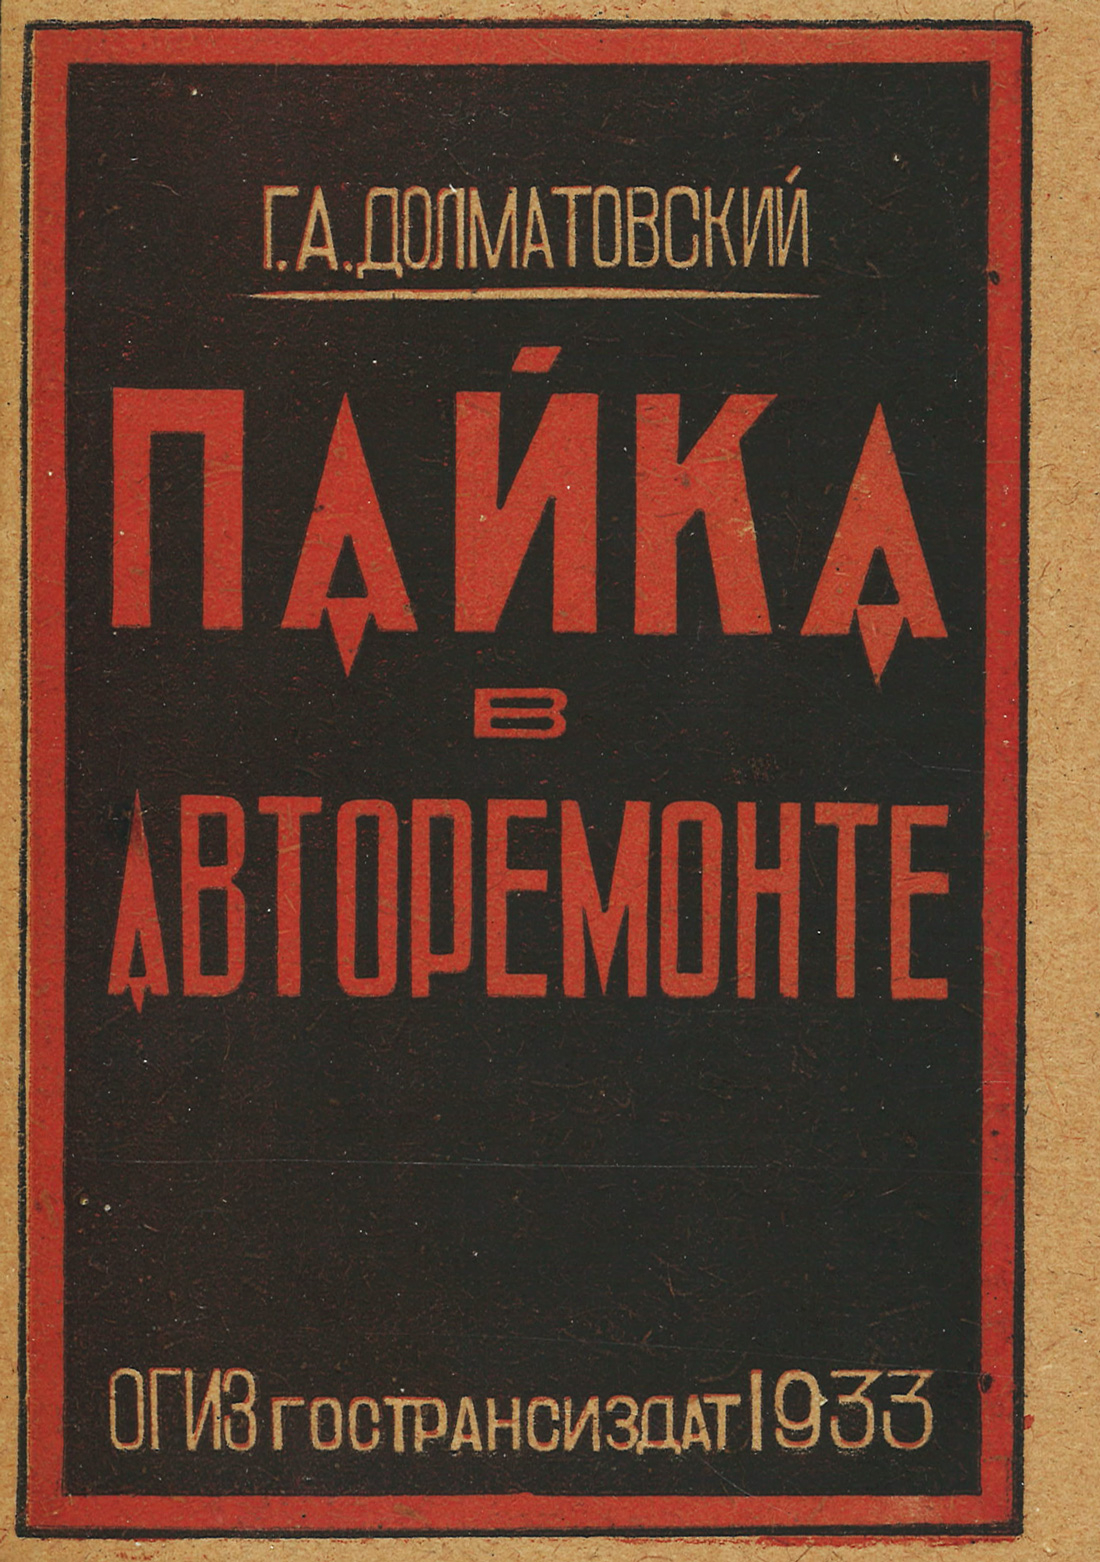 Г.А.ДОЛМАТОВСКИЙ
ПАЙКА
В
АВТОРЕМОНТЕ
ОГИЗ ГОСТРАНСИЗДАТ 1933